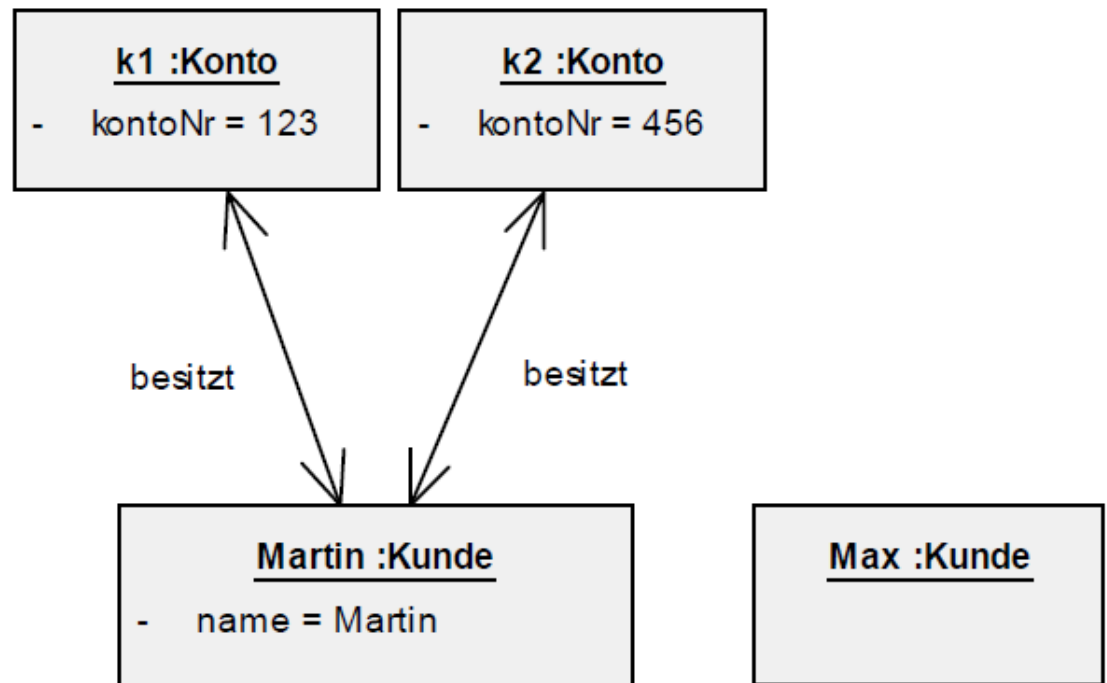 k1 :Konto
- kontoNr = 123
k2 :Konto
- kontoNr = 456
besitzt
besitzt
Martin :Kunde
- name = Martin
Max :Kunde